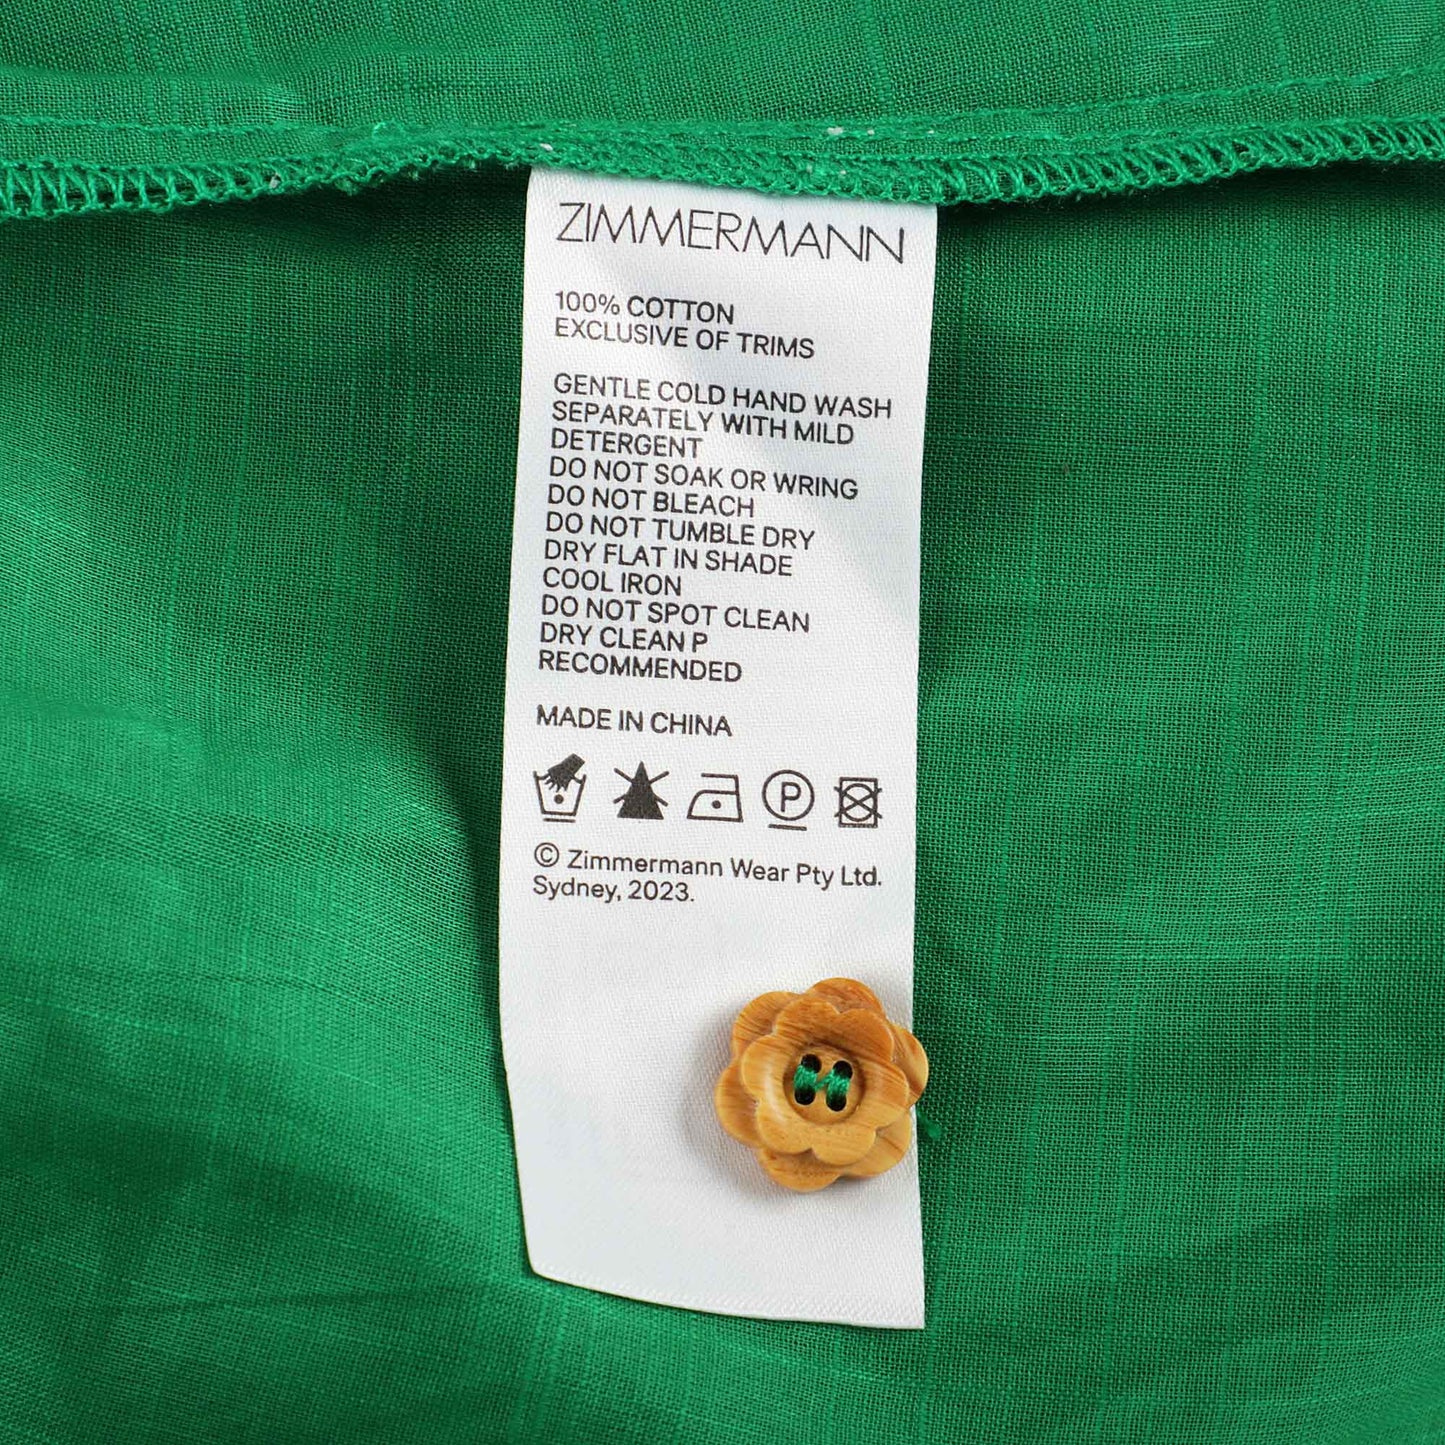 ZIMMERMANN
100% COTTON
EXCLUSIVE OF TRIMS
GENTLE COLD HAND WASH
SEPARATELY WITH MILD
DETERGENT
DO NOT SOAK OR WRING
DO NOT BLEACH
DO NOT TUMBLE DRY
DRY FLAT IN SHADE
COOL IRON
DO NOT SPOT CLEAN
DRY CLEAN P
RECOMMENDED
MADE IN CHINA
P
© Zimmermann Wear Pty Ltd.
Sydney, 2023.